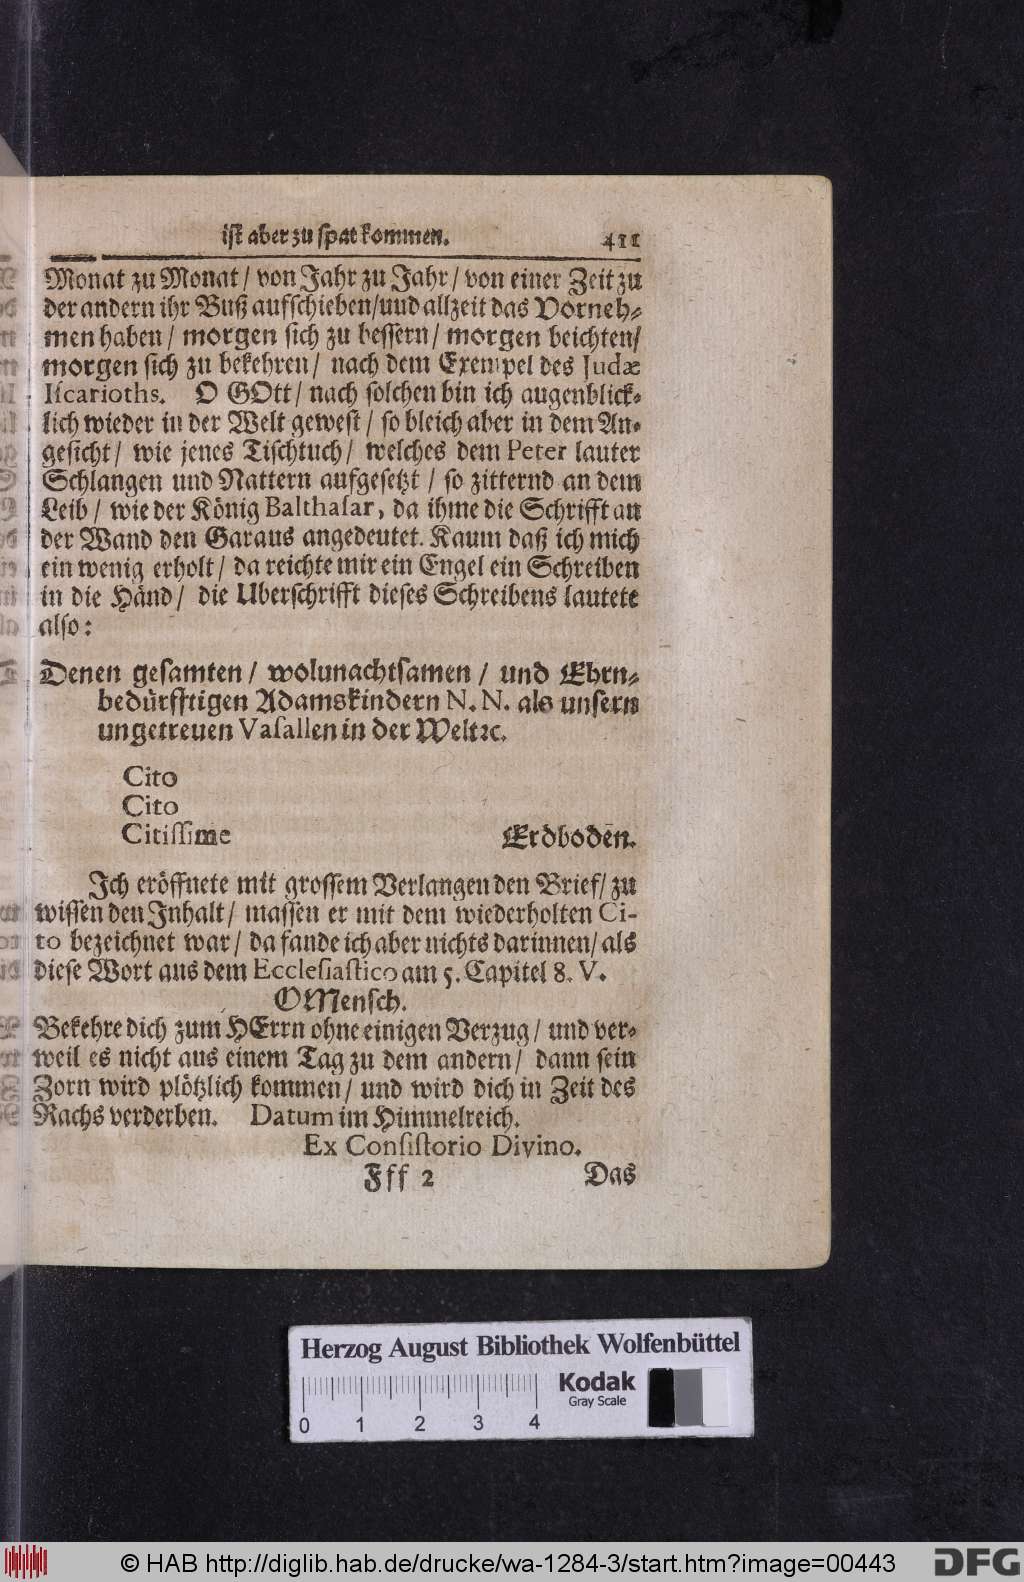 ist aber zu spat kommen. 411
Monat zu Monat / von Jahr zu Jahr / von einer Zeit zu
der andern ihr Buß aufschieben/uud allzeit das Vorneh-
men haben / morgen sich zu bessern / morgen beichten/
morgen sich zu bekehren / nach dem Exempel des Judæ
Iscarioths. O GOtt / nach solchen bin ich augenblick-
lich wieder in der Welt gewest / so bleich aber in dem An-
gesicht / wie jenes Tischtuch / welches dem Peter lauter
Schlangen und Nattern aufgesetzt / so zitternd an dem
Leib / wie der König Balthasar, da ihme die Schrifft an
der Wand den Garaus angedeutet. Kaum daß ich mich
ein wenig erholt / da reichte mir ein Engel ein Schreiben
in die Händ / die Uberschrifft dieses Schreibens lautete
also:
Denen gesamten / wolunachtsamen / und Ehrn-
bedürfftigen Adamskindern N. N. als unsern
ungetreuen Vasallen in der Welt ꝛc.
Cito
Cito
Citissime Erdboden.
Ich eröffnete mit grossem Verlangen den Brief / zu
wissen den Inhalt / massen er mit dem wiederholten Ci-
to bezeichnet war / da fande ich aber nichts darinnen / als
diese Wort aus dem Ecclesiastico am 5. Capitel 8. V.
O Mensch.
Bekehre dich zum HErrn ohne einigen Verzug / und ver-
weil es nicht aus einem Tag zu dem andern / dann sein
Zorn wird plötzlich kommen / und wird dich in Zeit des
Rachs verderben. Datum im Himmelreich.
Ex Consistorio Divino.
Fff 2 Das
Herzog August Bibliothek Wolfenbüttel
Kodak
Gray Scale
0 1 2 3 4
© HAB http://diglib.hab.de/drucke/wa-1284-3/start.htm?image=00443
DFG